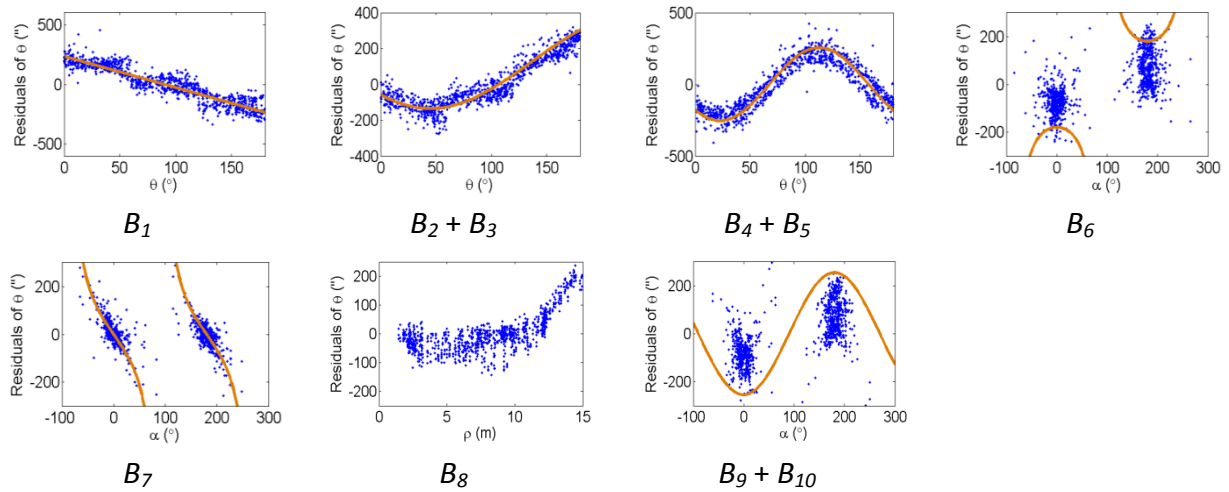 500
0
-500
0 50 100 150
Residuals of θ (")
θ (°)
B1
400
200
0
-200
-400
0 50 100 150
Residuals of θ (")
θ (°)
B2 + B3
500
0
-500
0 50 100 150
Residuals of θ (")
θ (°)
B4 + B5
200
0
-200
-100 0 100 200 300
Residuals of θ (")
α (°)
B6
200
0
-200
-100 0 100 200 300
Residuals of θ (")
α (°)
B7
200
100
0
-100
-200
0 5 10 15
Residuals of θ (")
ρ (m)
B8
200
0
-200
-100 0 100 200 300
Residuals of θ (")
α (°)
B9 + B10